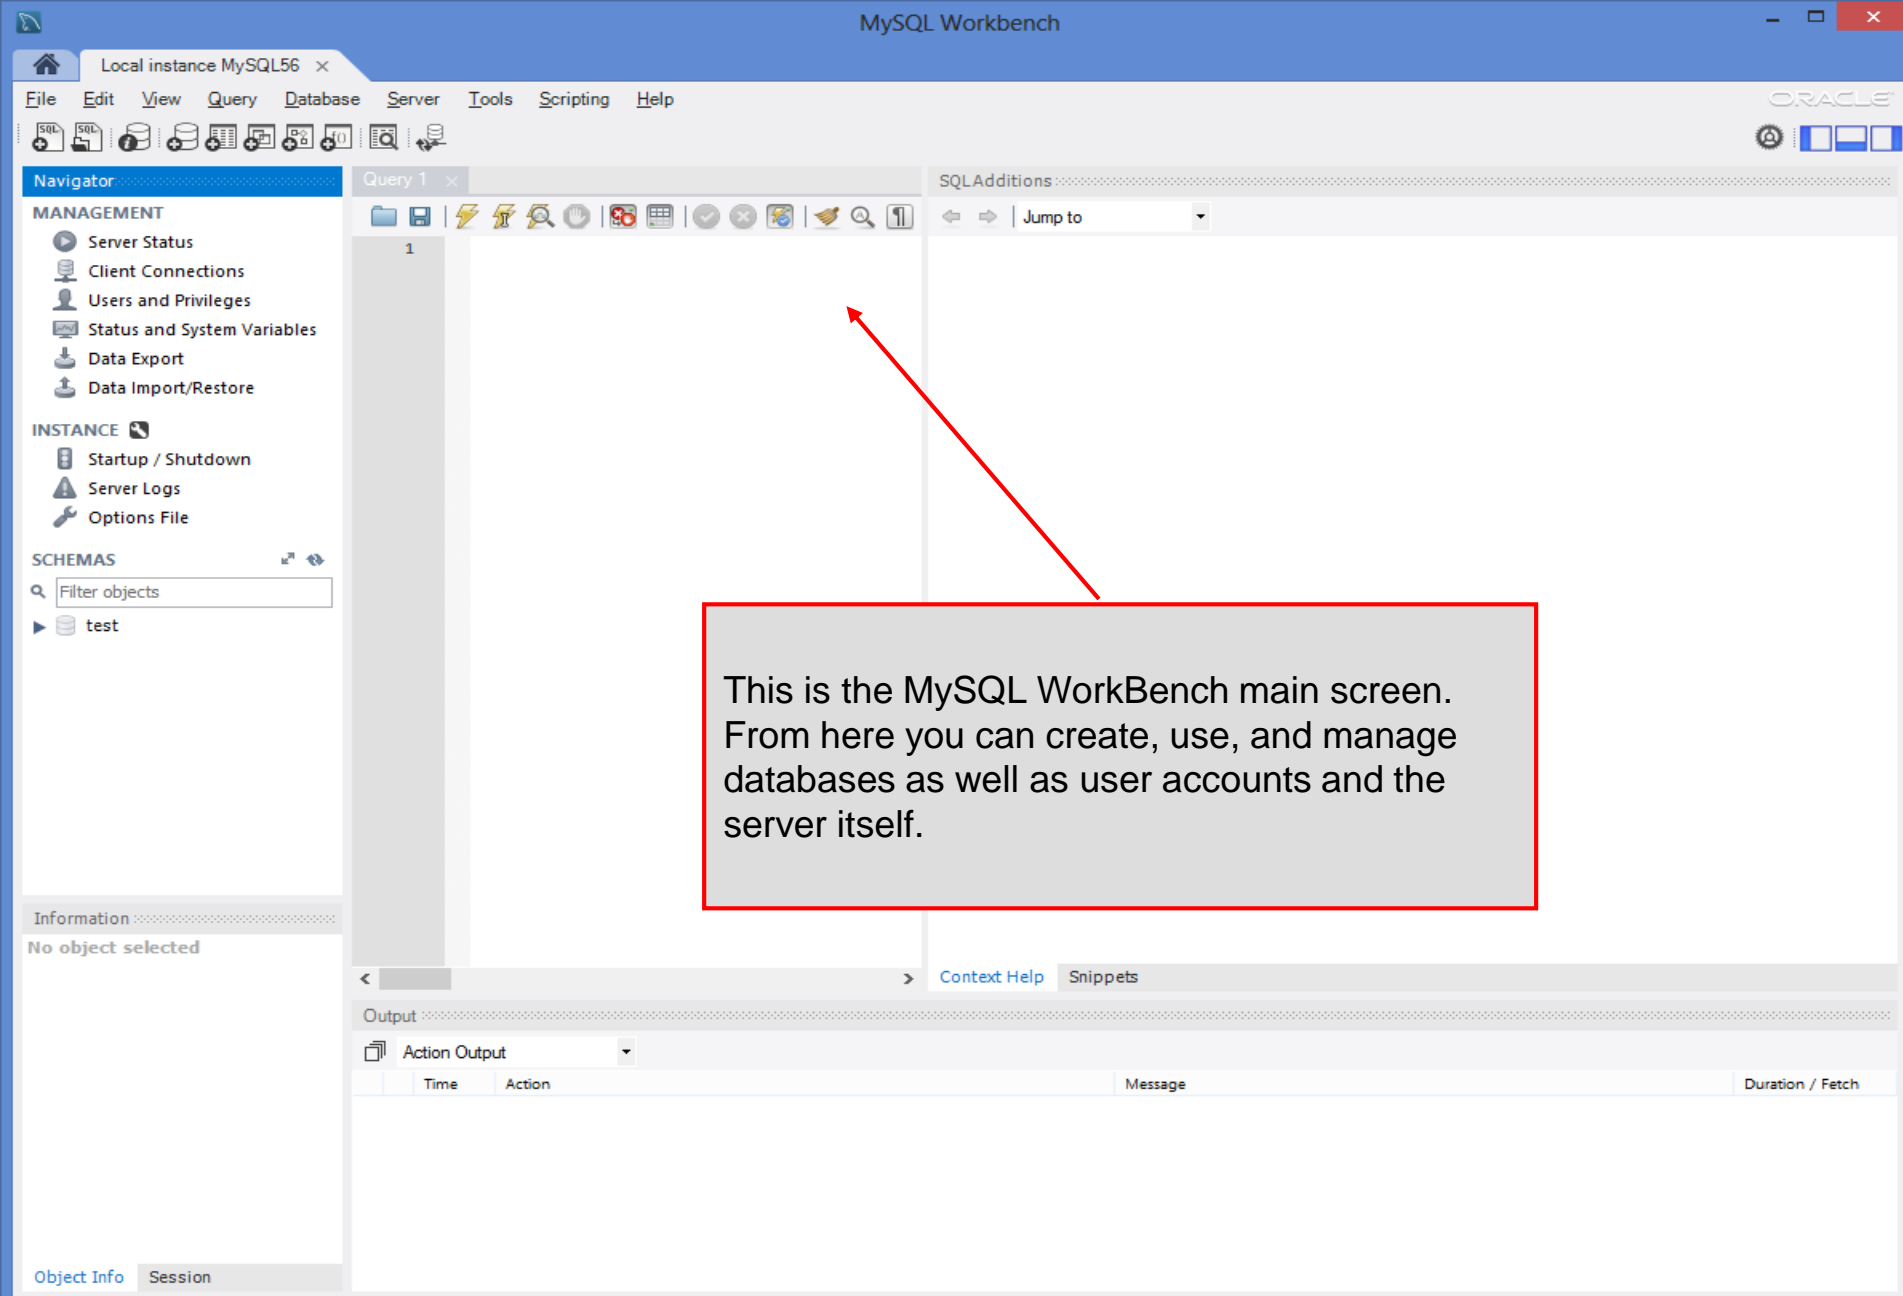 MySQL Workbench
Local instance MySQL56
File Edit View Query Database Server Tools Scripting Help
ORACLE
Navigator
MANAGEMENT
Server Status
Client Connections
Users and Privileges
Status and System Variables
Data Export
Data Import/Restore
INSTANCE
Startup / Shutdown
Server Logs
Options File
SCHEMAS
Filter objects
test
Information
No object selected
Object Info Session
Query 1
1
SQLAdditions
Jump to
This is the MySQL WorkBench main screen.
From here you can create, use, and manage
databases as well as user accounts and the
server itself.
Context Help Snippets
Output
Action Output
Time Action Message Duration / Fetch